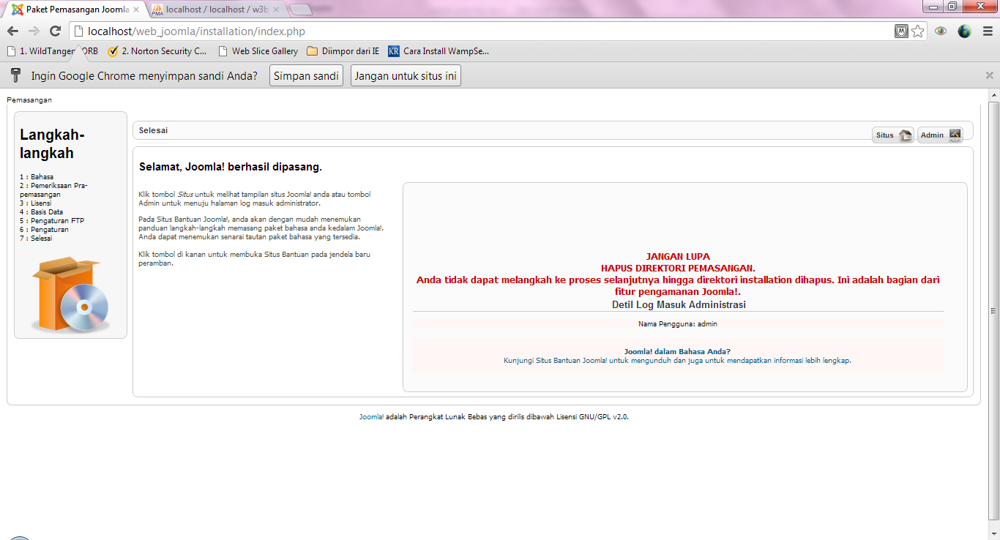 Paket Pemasangan Joomla
localhost / localhost / w3b
localhost/web_joomla/installation/index.php
1. WildTangen ORB
2. Norton Security C...
Web Slice Gallery
Diimpor dari IE
KR
Cara Install WampSe...
Ingin Google Chrome menyimpan sandi Anda?
Simpan sandi
Jangan untuk situs ini
Pemasangan
Langkah-
langkah
1 : Bahasa
2 : Pemeriksaan Pra-
pemasangan
3 : Lisensi
4 : Basis Data
5 : Pengaturan FTP
6 : Pengaturan
7 : Selesai
Selesai
Situs
Admin
Selamat, Joomla! berhasil dipasang.
Klik tombol Situs untuk melihat tampilan situs Joomla! anda atau tombol
Admin untuk menuju halaman log masuk administrator.
Pada Situs Bantuan Joomla!, anda akan dengan mudah menemukan
panduan langkah-langkah memasang paket bahasa anda kedalam Joomla!.
Anda dapat menemukan senarai tautan paket bahasa yang tersedia.
Klik tombol di kanan untuk membuka Situs Bantuan pada jendela baru
peramban.
JANGAN LUPA
HAPUS DIREKTORI PEMASANGAN.
Anda tidak dapat melangkah ke proses selanjutnya hingga direktori installation dihapus. Ini adalah bagian dari
fitur pengamanan Joomla!.
Detil Log Masuk Administrasi
Nama Pengguna: admin
Joomla! dalam Bahasa Anda?
Kunjungi Situs Bantuan Joomla! untuk mengunduh dan juga untuk mendapatkan informasi lebih lengkap.
Joomla! adalah Perangkat Lunak Bebas yang dirilis dibawah Lisensi GNU/GPL v2.0.